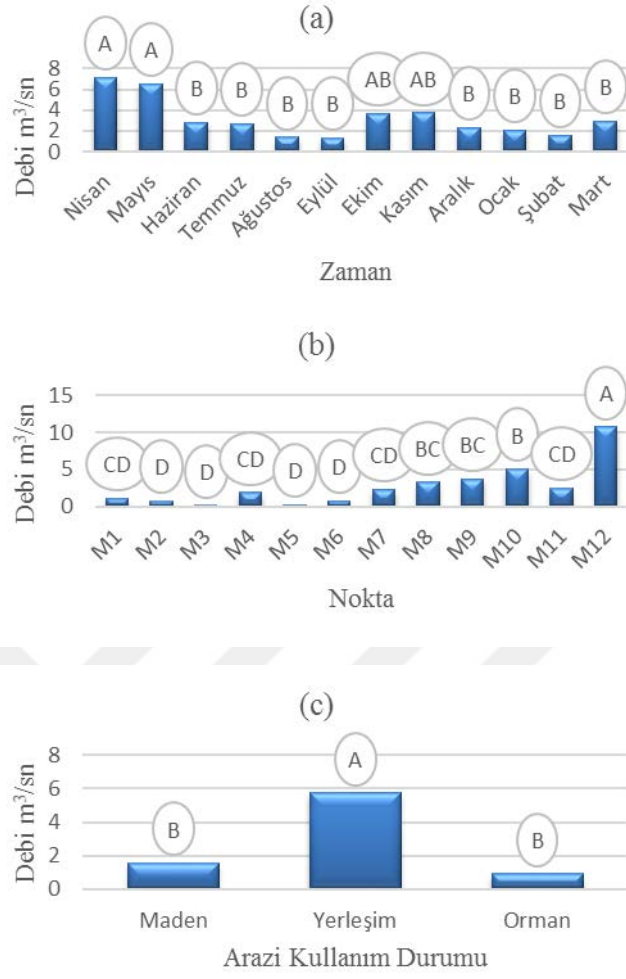 (a)
A A B B B B AB AB B B B B
8
6
4
2
0
Debi m³/sn
Nisan Mayıs Haziran Temmuz Ağustos Eylül Ekim Kasım Aralık Ocak Şubat Mart
Zaman
(b)
15
10
5
0
Debi m³/sn
CD D D CD D D CD BC BC B CD A
M1 M2 M3 M4 M5 M6 M7 M8 M9 M10 M11 M12
Nokta
(c)
8
6
4
2
0
Debi m³/sn
B A B
Maden Yerleşim Orman
Arazi Kullanım Durumu